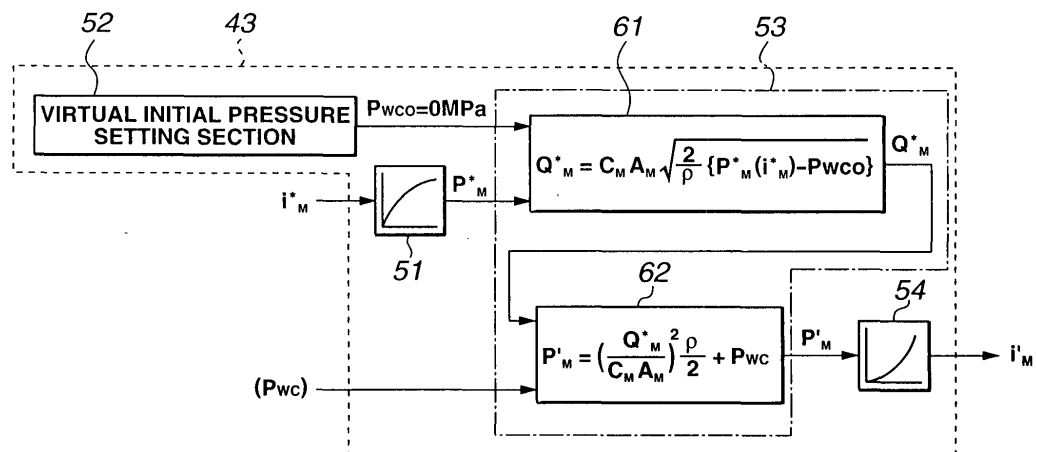 52
43
61
53
VIRTUAL INITIAL PRESSURE
SETTING SECTION
PWCO=0MPa
Q*M = CM AM √(2/ρ {P*M(i*M)–PWCO})
Q*M
i*M
P*M
51
62
54
(PWC)
P'M = (Q*M/CM AM)² ρ/2 + PWC
P'M
i'M